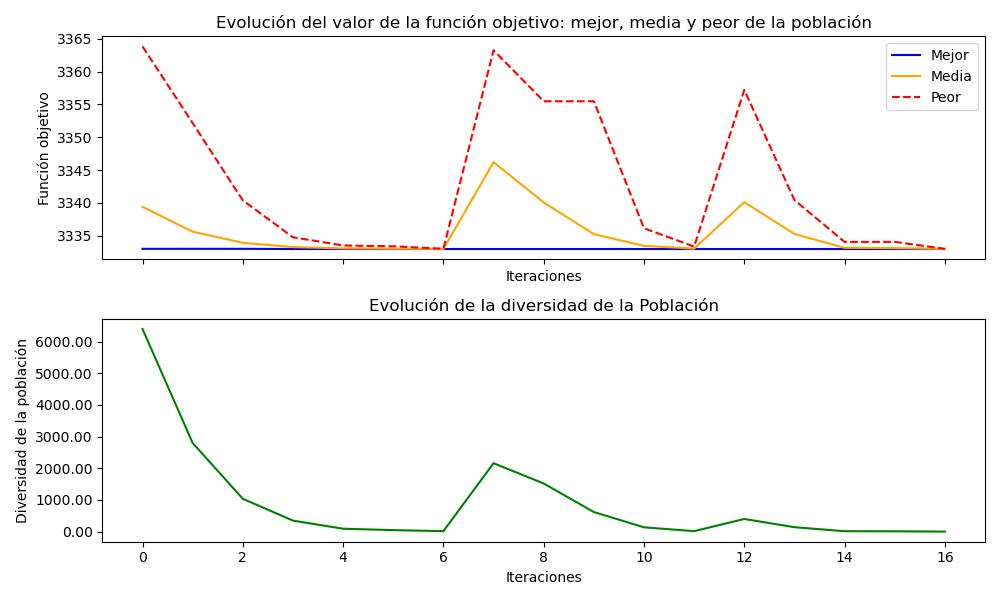 Evolución del valor de la función objetivo: mejor, media y peor de la población
3365
3360
3355
3350
3345
3340
3335
Función objetivo
Mejor
Media
Peor
Iteraciones
Evolución de la diversidad de la Población
6000.00
5000.00
4000.00
3000.00
2000.00
1000.00
0.00
Diversidad de la población
0 2 4 6 8 10 12 14 16
Iteraciones